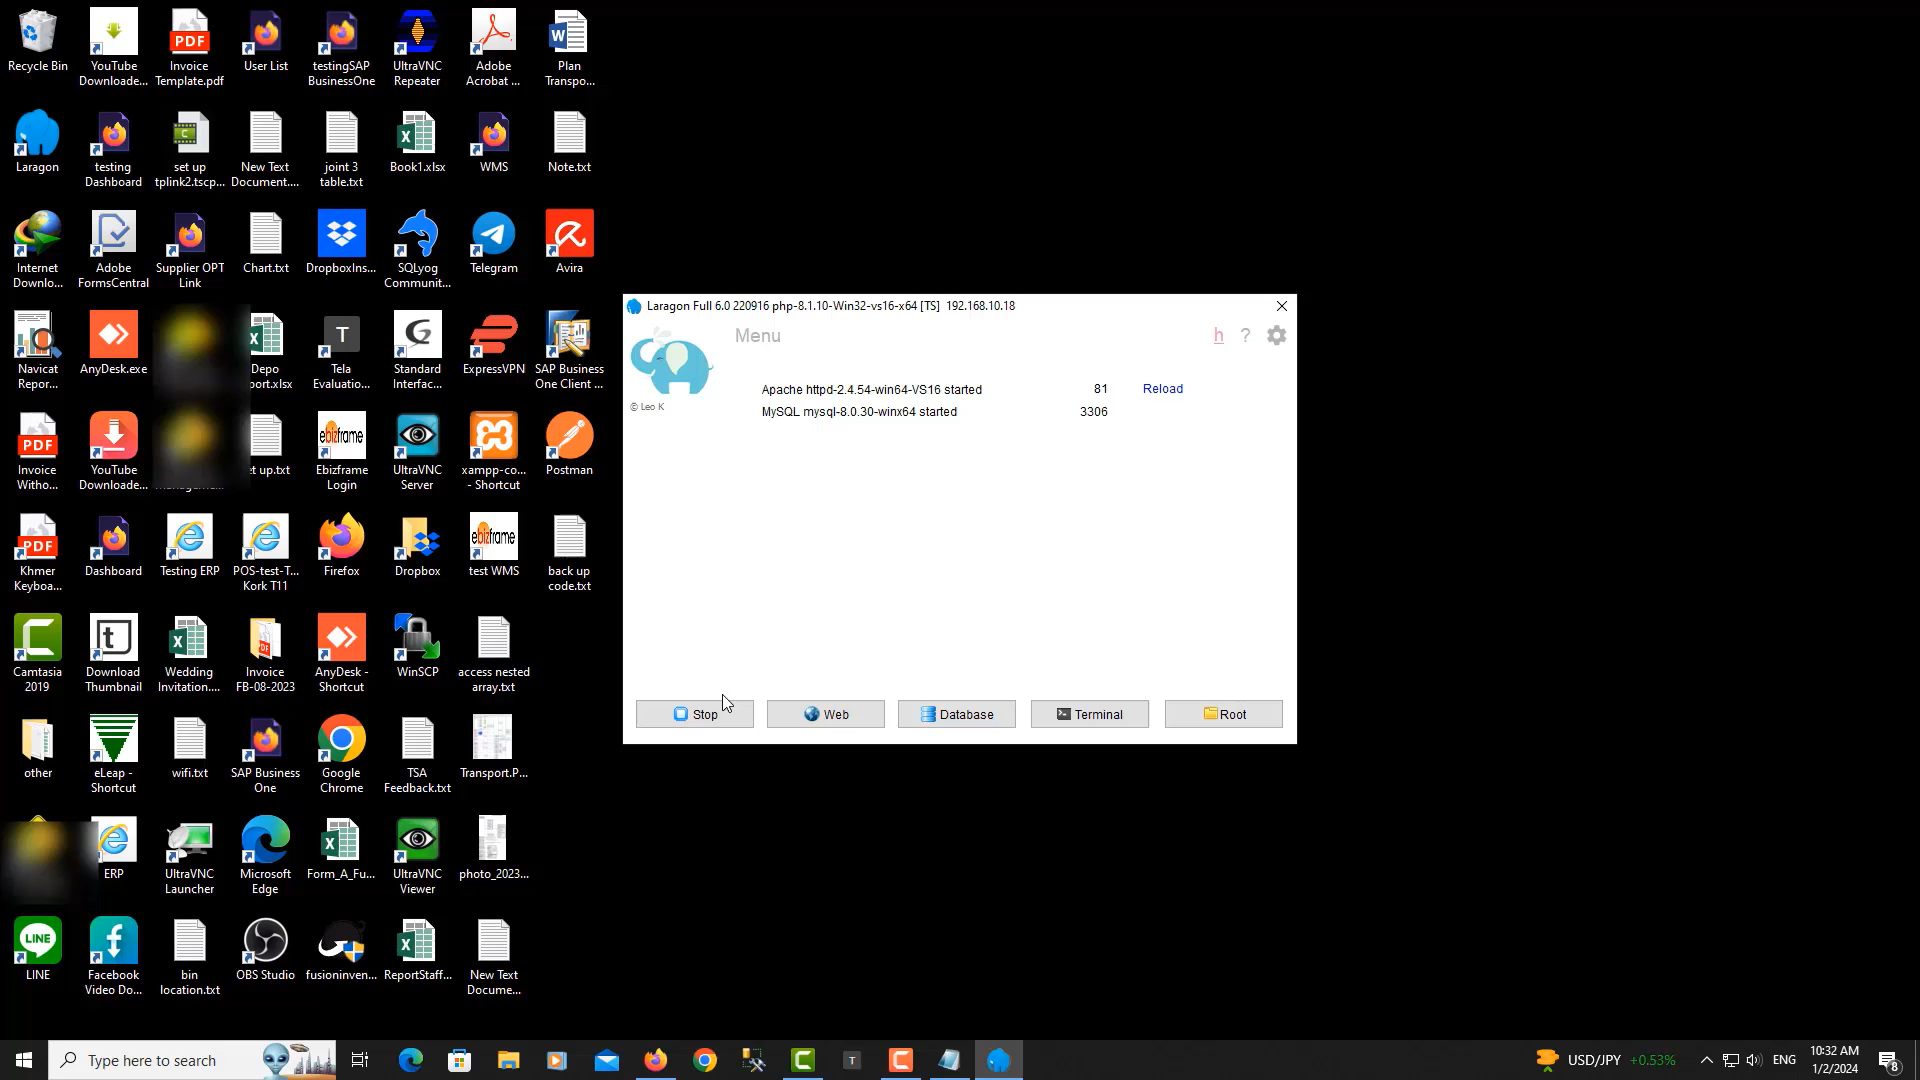 Recycle Bin
YouTube
Downloade...
Invoice
Template.pdf
User List
testingSAP
BusinessOne
UltraVNC
Repeater
Adobe
Acrobat ...
Plan
Transpo...
Laragon
testing
Dashboard
set up
tplink2.tscp...
New Text
Document....
joint 3
table.txt
Book1.xlsx
WMS
Note.txt
Internet
Downlo...
Adobe
FormsCentral
Supplier OPT
Link
Chart.txt
DropboxIns...
SQLyog
Communit...
Telegram
Avira
Navicat
Repor...
AnyDesk.exe
Depo
port.xlsx
Tela
Evaluatio...
Standard
Interfac...
ExpressVPN
SAP Business
One Client ...
Invoice
Witho...
YouTube
Downloade...
et up.txt
Ebizframe
Login
UltraVNC
Server
xampp-co...
- Shortcut
Postman
Khmer
Keyboa...
Dashboard
Testing ERP
POS-test-T...
Kork T11
Firefox
Dropbox
test WMS
back up
code.txt
Camtasia
2019
Download
Thumbnail
Wedding
Invitation....
Invoice
FB-08-2023
AnyDesk -
Shortcut
WinSCP
access nested
array.txt
other
eLeap -
Shortcut
wifi.txt
SAP Business
One
Google
Chrome
TSA
Feedback.txt
Transport.P...
ERP
UltraVNC
Launcher
Microsoft
Edge
Form_A_Fu...
UltraVNC
Viewer
photo_2023...
LINE
Facebook
Video Do...
bin
location.txt
OBS Studio
fusioninven...
ReportStaff...
New Text
Docume...
Laragon Full 6.0 220916 php-8.1.10-Win32-vs16-x64 [TS] 192.168.10.18
Menu
h ?
© Leo K
Apache httpd-2.4.54-win64-VS16 started 81 Reload
MySQL mysql-8.0.30-winx64 started 3306
Stop
Web
Database
Terminal
Root
Type here to search
USD/JPY +0.53%
ENG
10:32 AM
1/2/2024
8